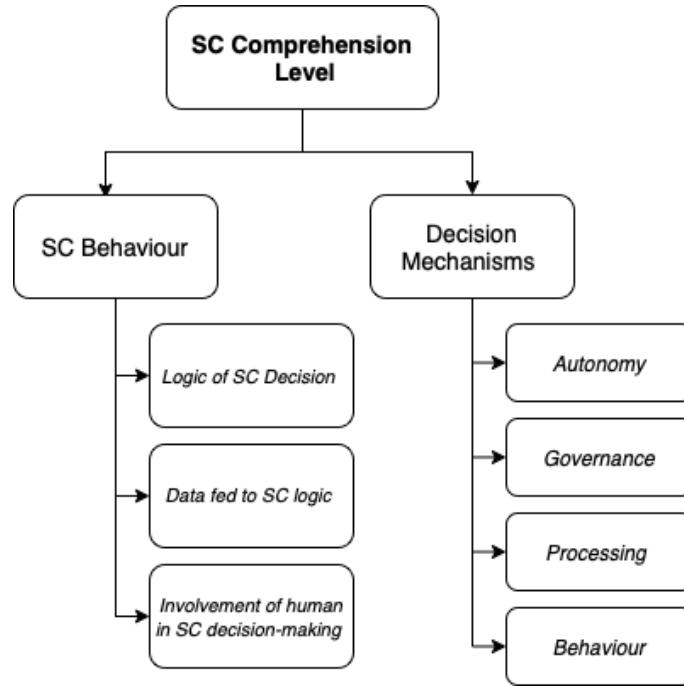 SC Comprehension
Level
SC Behaviour
Decision
Mechanisms
Logic of SC Decision
Data fed to SC logic
Involvement of human
in SC decision-making
Autonomy
Governance
Processing
Behaviour